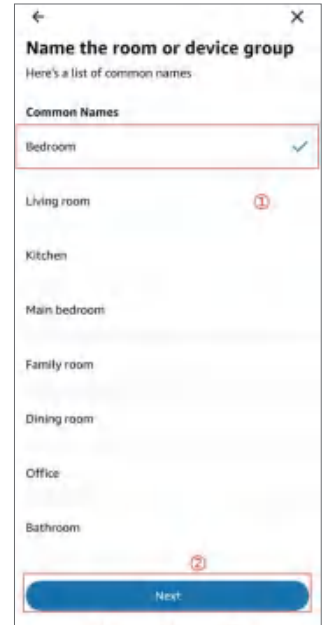 Name the room or device group
Here's a list of common names
Common Names
Bedroom
Living room
①
Kitchen
Main bedroom
Family room
Dining room
Office
Bathroom
②
Next